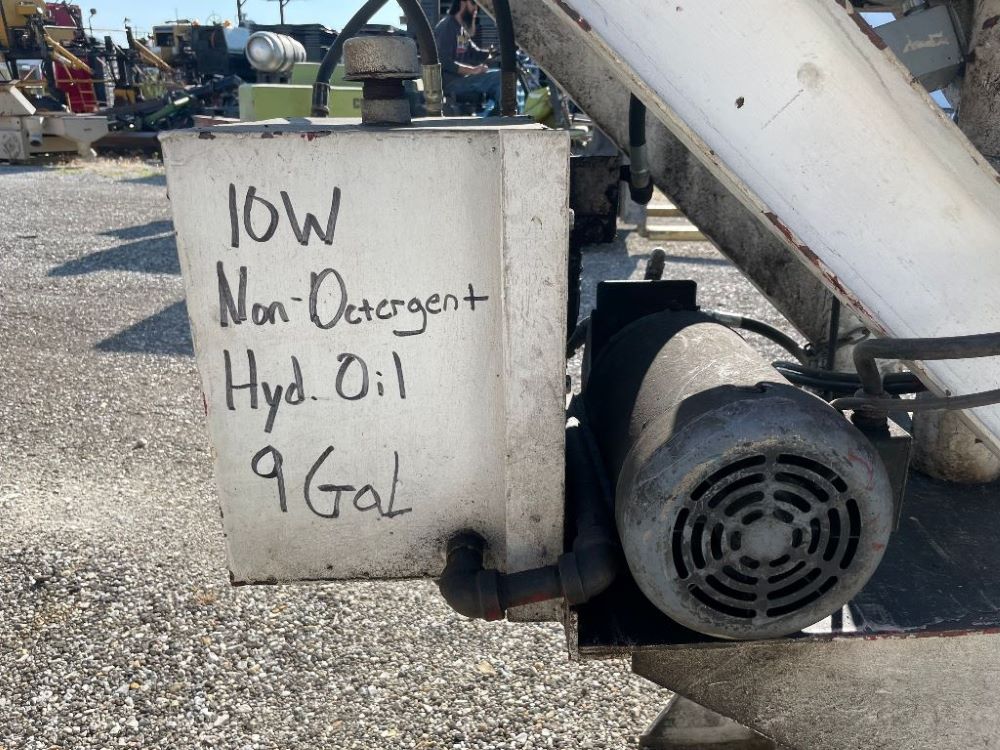 10W
Non-Detergent
Hyd. Oil
9 Gal